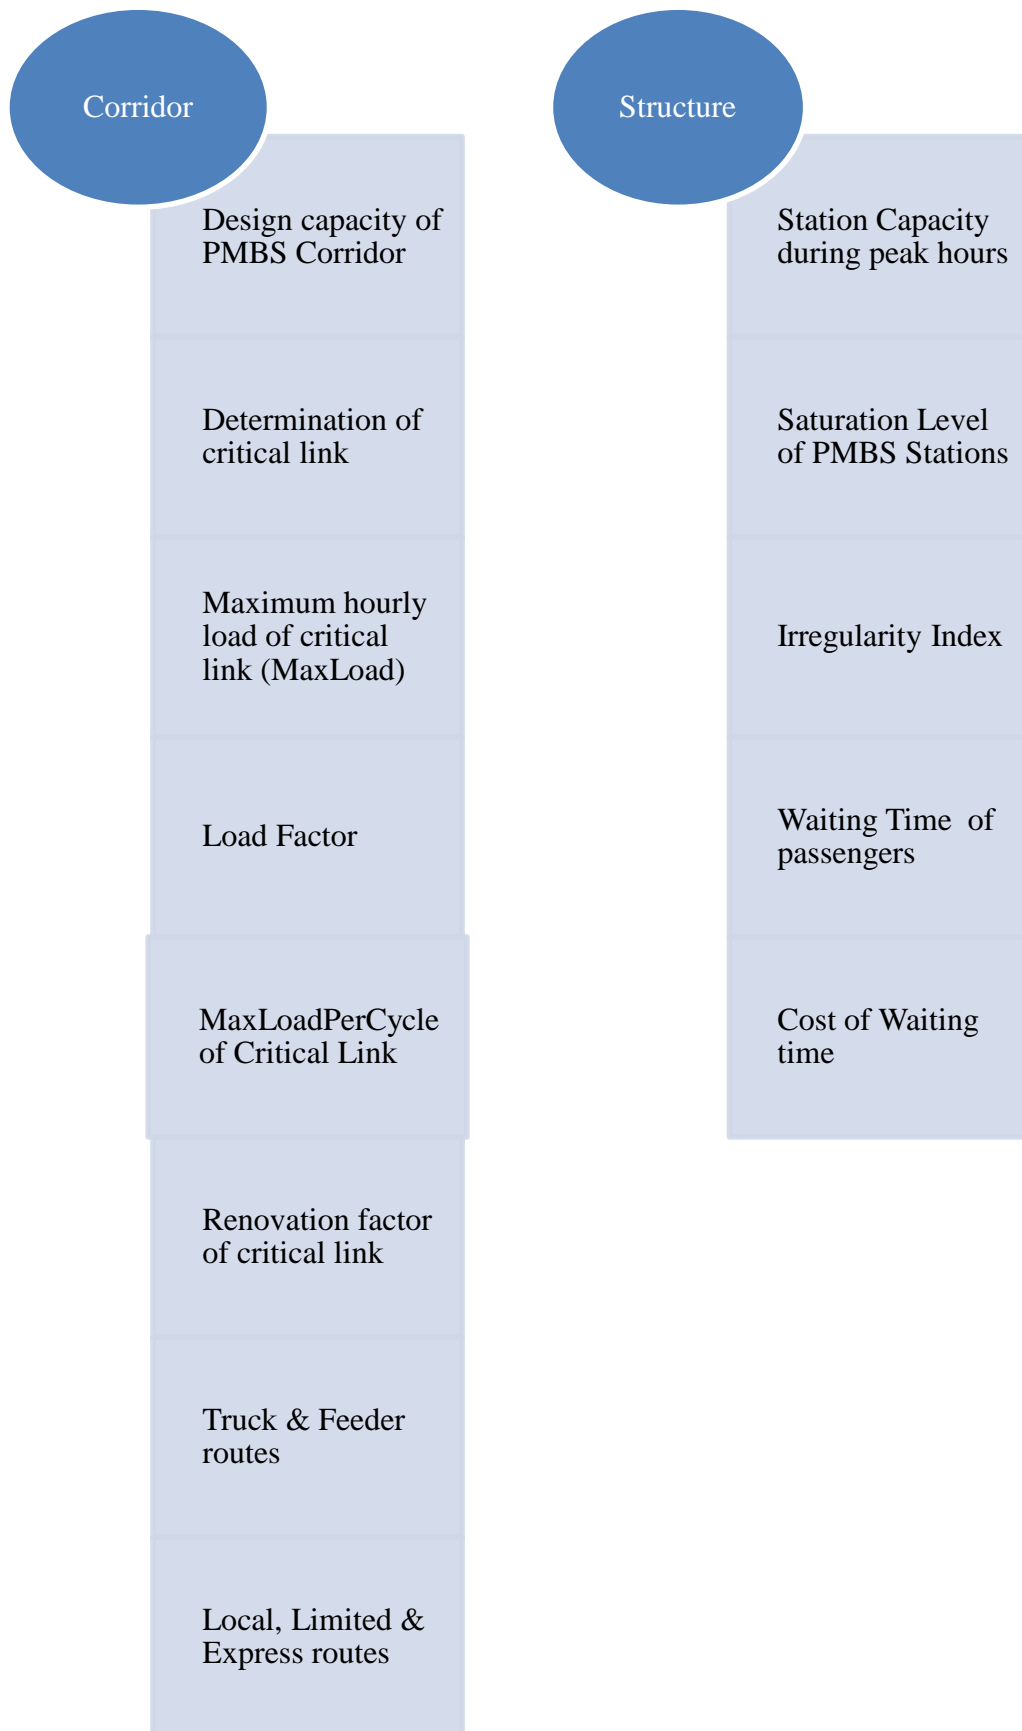 Corridor
Design capacity of
PMBS Corridor
Determination of
critical link
Maximum hourly
load of critical
link (MaxLoad)
Load Factor
MaxLoadPerCycle
of Critical Link
Renovation factor
of critical link
Truck & Feeder
routes
Local, Limited &
Express routes
Structure
Station Capacity
during peak hours
Saturation Level
of PMBS Stations
Irregularity Index
Waiting Time  of
passengers
Cost of Waiting
time